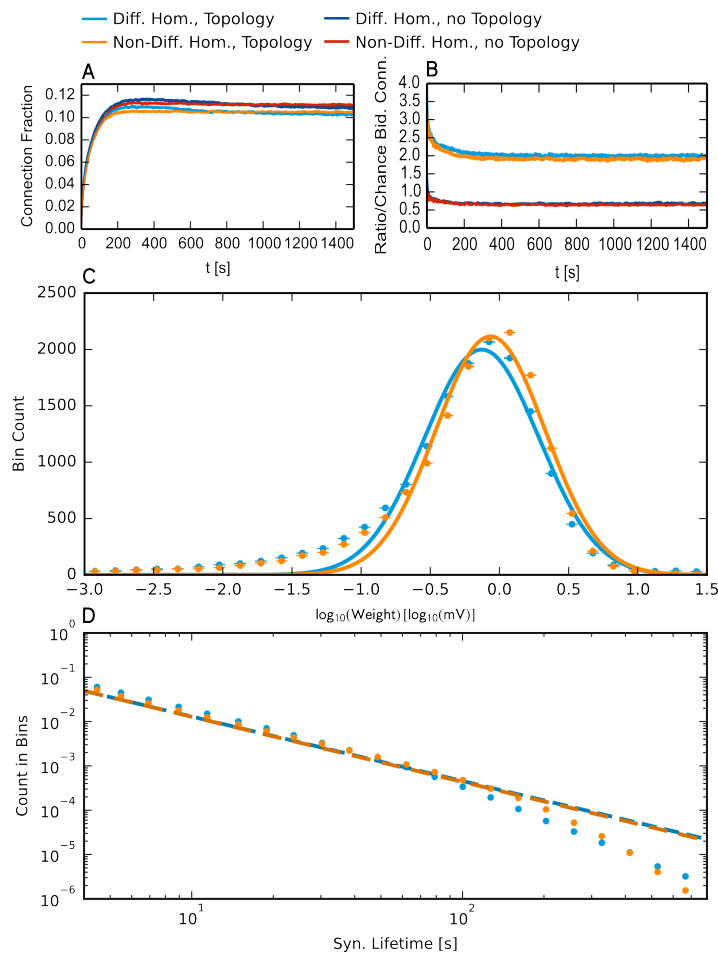 Diff. Hom., Topology
Diff. Hom., no Topology
Non-Diff. Hom., Topology
Non-Diff. Hom., no Topology
A
Connection Fraction
0.12
0.10
0.08
0.06
0.04
0.02
0.00
0 200 400 600 800 1000 1200 1400
t [s]
B
Ratio/Chance Bid. Conn.
4.0
3.5
3.0
2.5
2.0
1.5
1.0
0.5
0.0
0 200 400 600 800 1000 1200 1400
t [s]
C
Bin Count
2500
2000
1500
1000
500
0
−3.0 −2.5 −2.0 −1.5 −1.0 −0.5 0.0 0.5 1.0 1.5
log₁₀(Weight) [log₁₀(mV)]
D
Count in Bins
10⁰
10⁻¹
10⁻²
10⁻³
10⁻⁴
10⁻⁵
10⁻⁶
10¹ 10²
Syn. Lifetime [s]